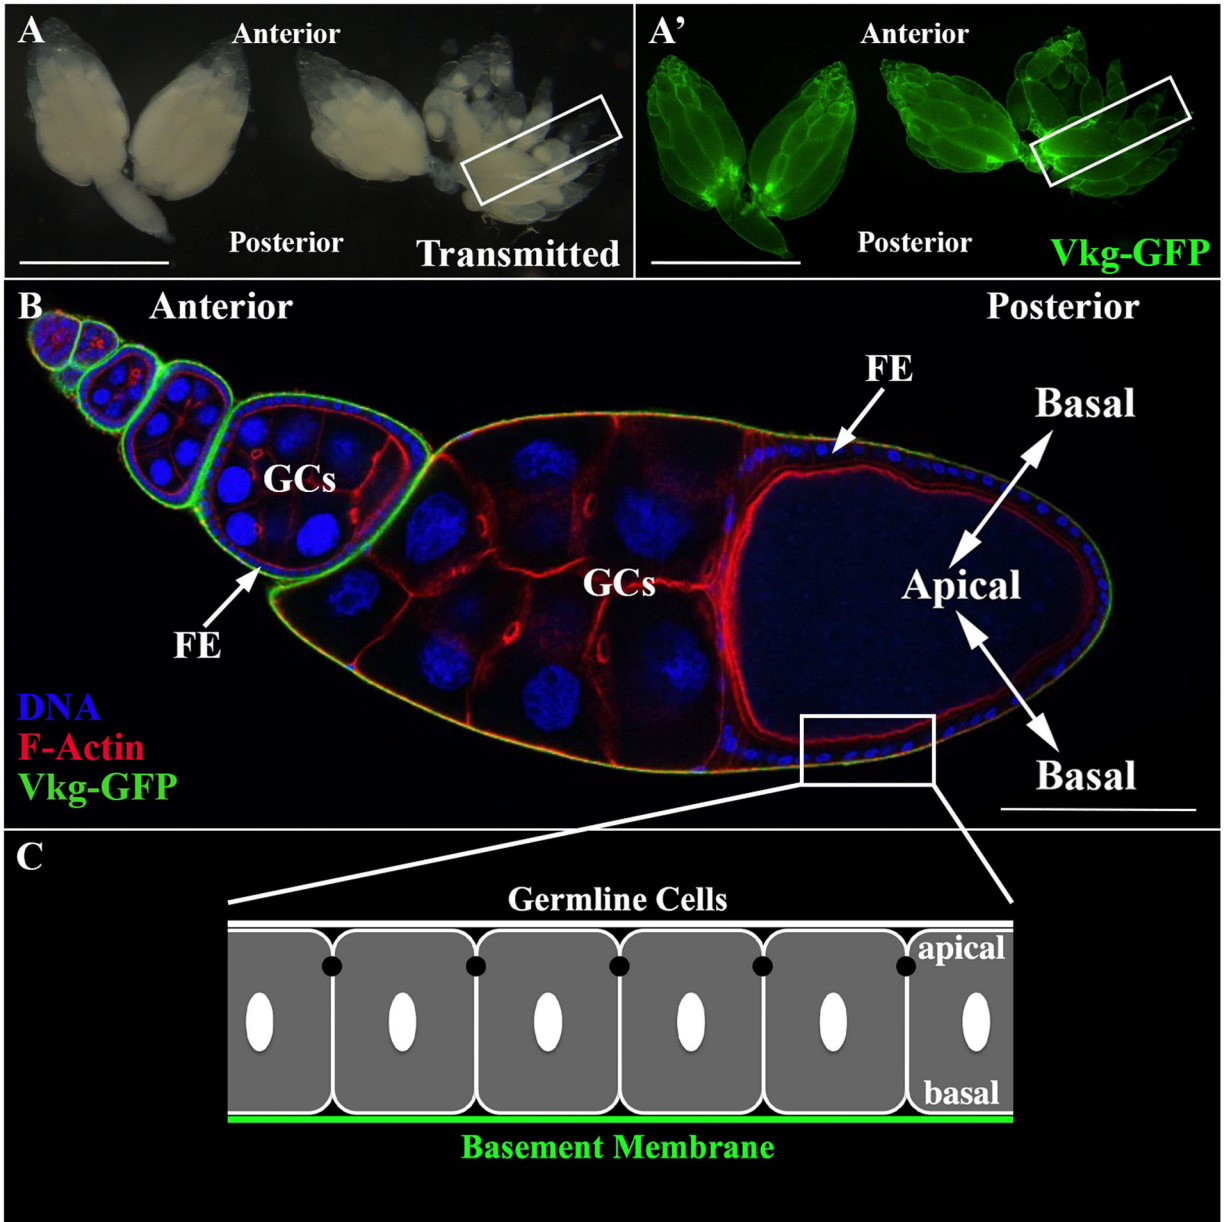 A
Anterior
Posterior
Transmitted
A’
Anterior
Posterior
Vkg-GFP
B
Anterior
Posterior
FE
Basal
GCs
GCs
Apical
FE
DNA
F-Actin
Vkg-GFP
Basal
C
Germline Cells
apical
basal
Basement Membrane